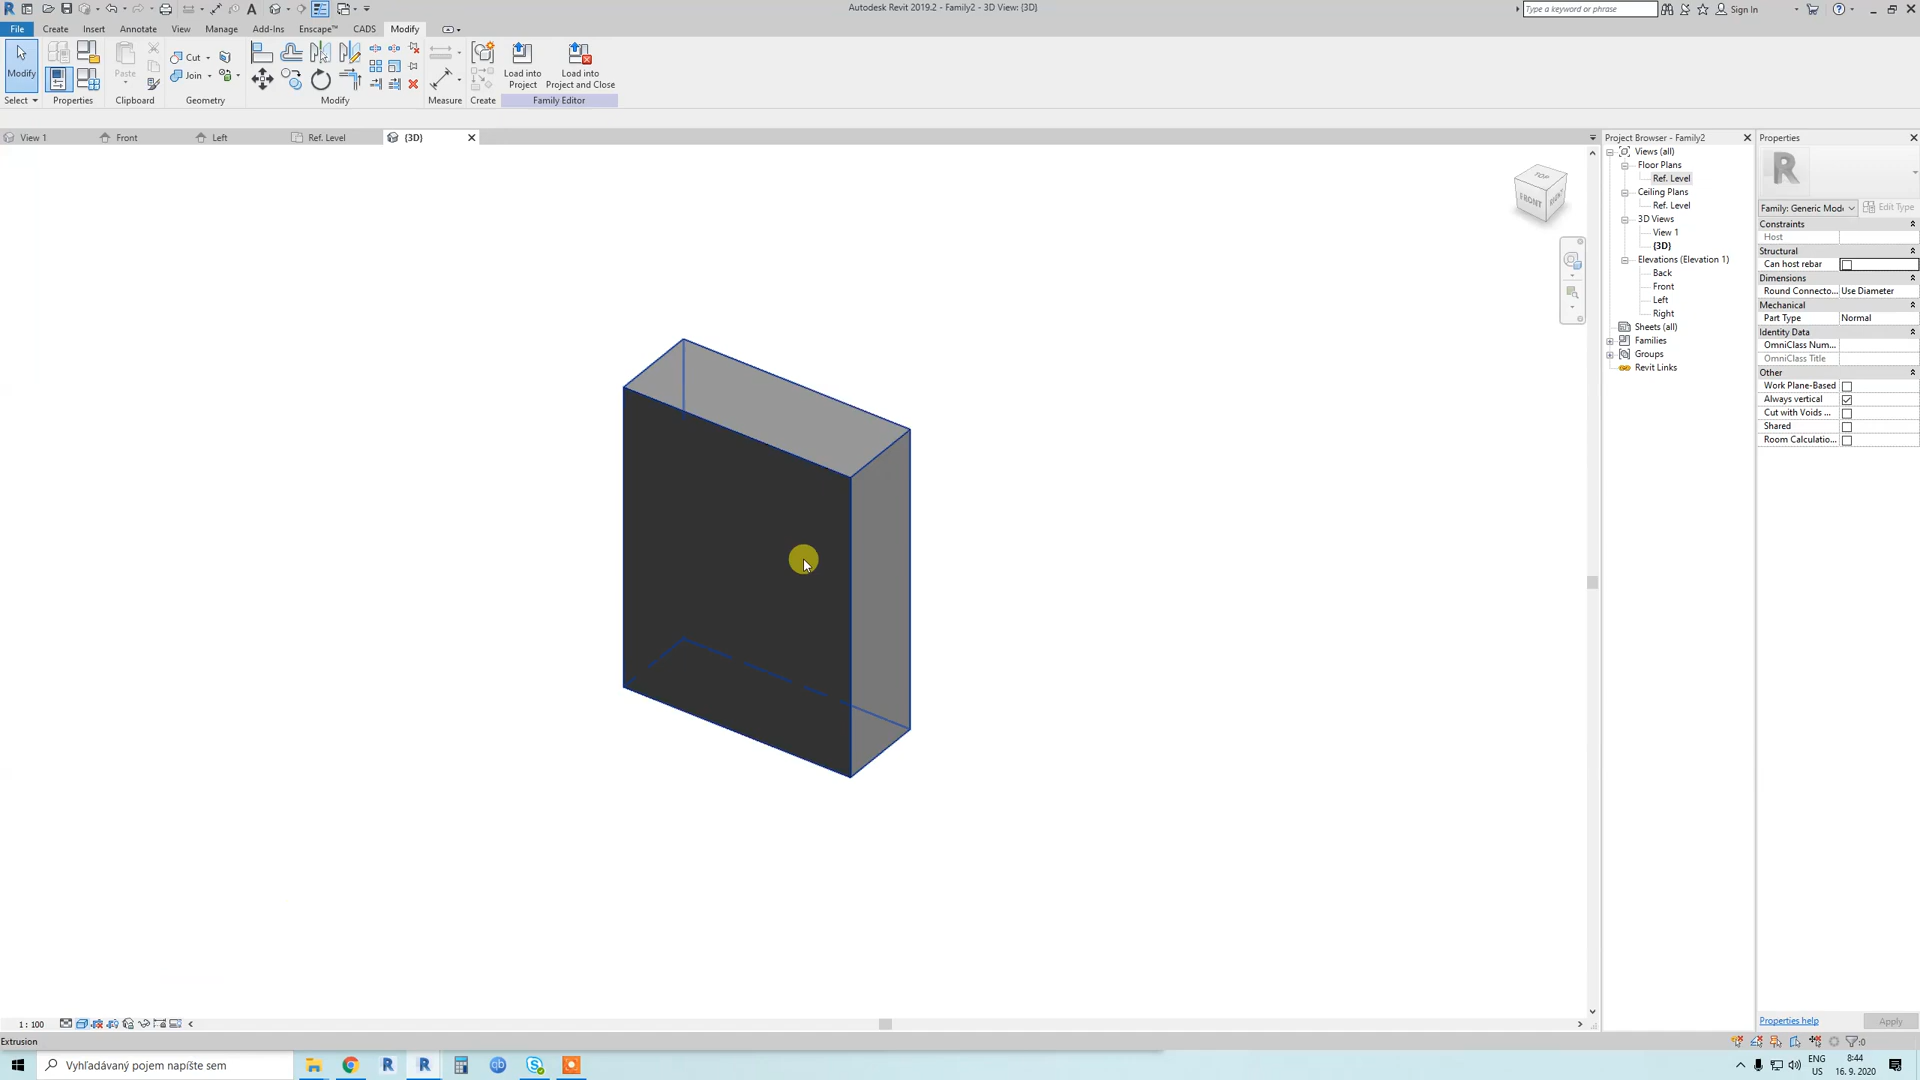 Autodesk Revit 2019.2 - Family2 - 3D View: {3D}
Type a keyword or phrase
Sign In
File Create Insert Annotate View Manage Add-Ins Enscape™ CADS Modify
Modify
Paste
Cut
Join
Load into Project
Load into Project and Close
Select Properties Clipboard Geometry Modify Measure Create Family Editor
View 1
Front
Left
Ref. Level
{3D}
Project Browser - Family2
Views (all)
Floor Plans
Ref. Level
Ceiling Plans
Ref. Level
3D Views
View 1
{3D}
Elevations (Elevation 1)
Back
Front
Left
Right
Sheets (all)
Families
Groups
Revit Links
Properties
Family: Generic Mode
Edit Type
Constraints
Host
Structural
Can host rebar
Dimensions
Round Connecto... Use Diameter
Mechanical
Part Type Normal
Identity Data
OmniClass Num...
OmniClass Title
Other
Work Plane-Based
Always vertical
Cut with Voids ...
Shared
Room Calculatio...
Properties help
Apply
TOP
FRONT
RIGHT
1 : 100
Extrusion
:0
Vyhľadávaný pojem napíšte sem
ENG
US
8:44
16. 9. 2020